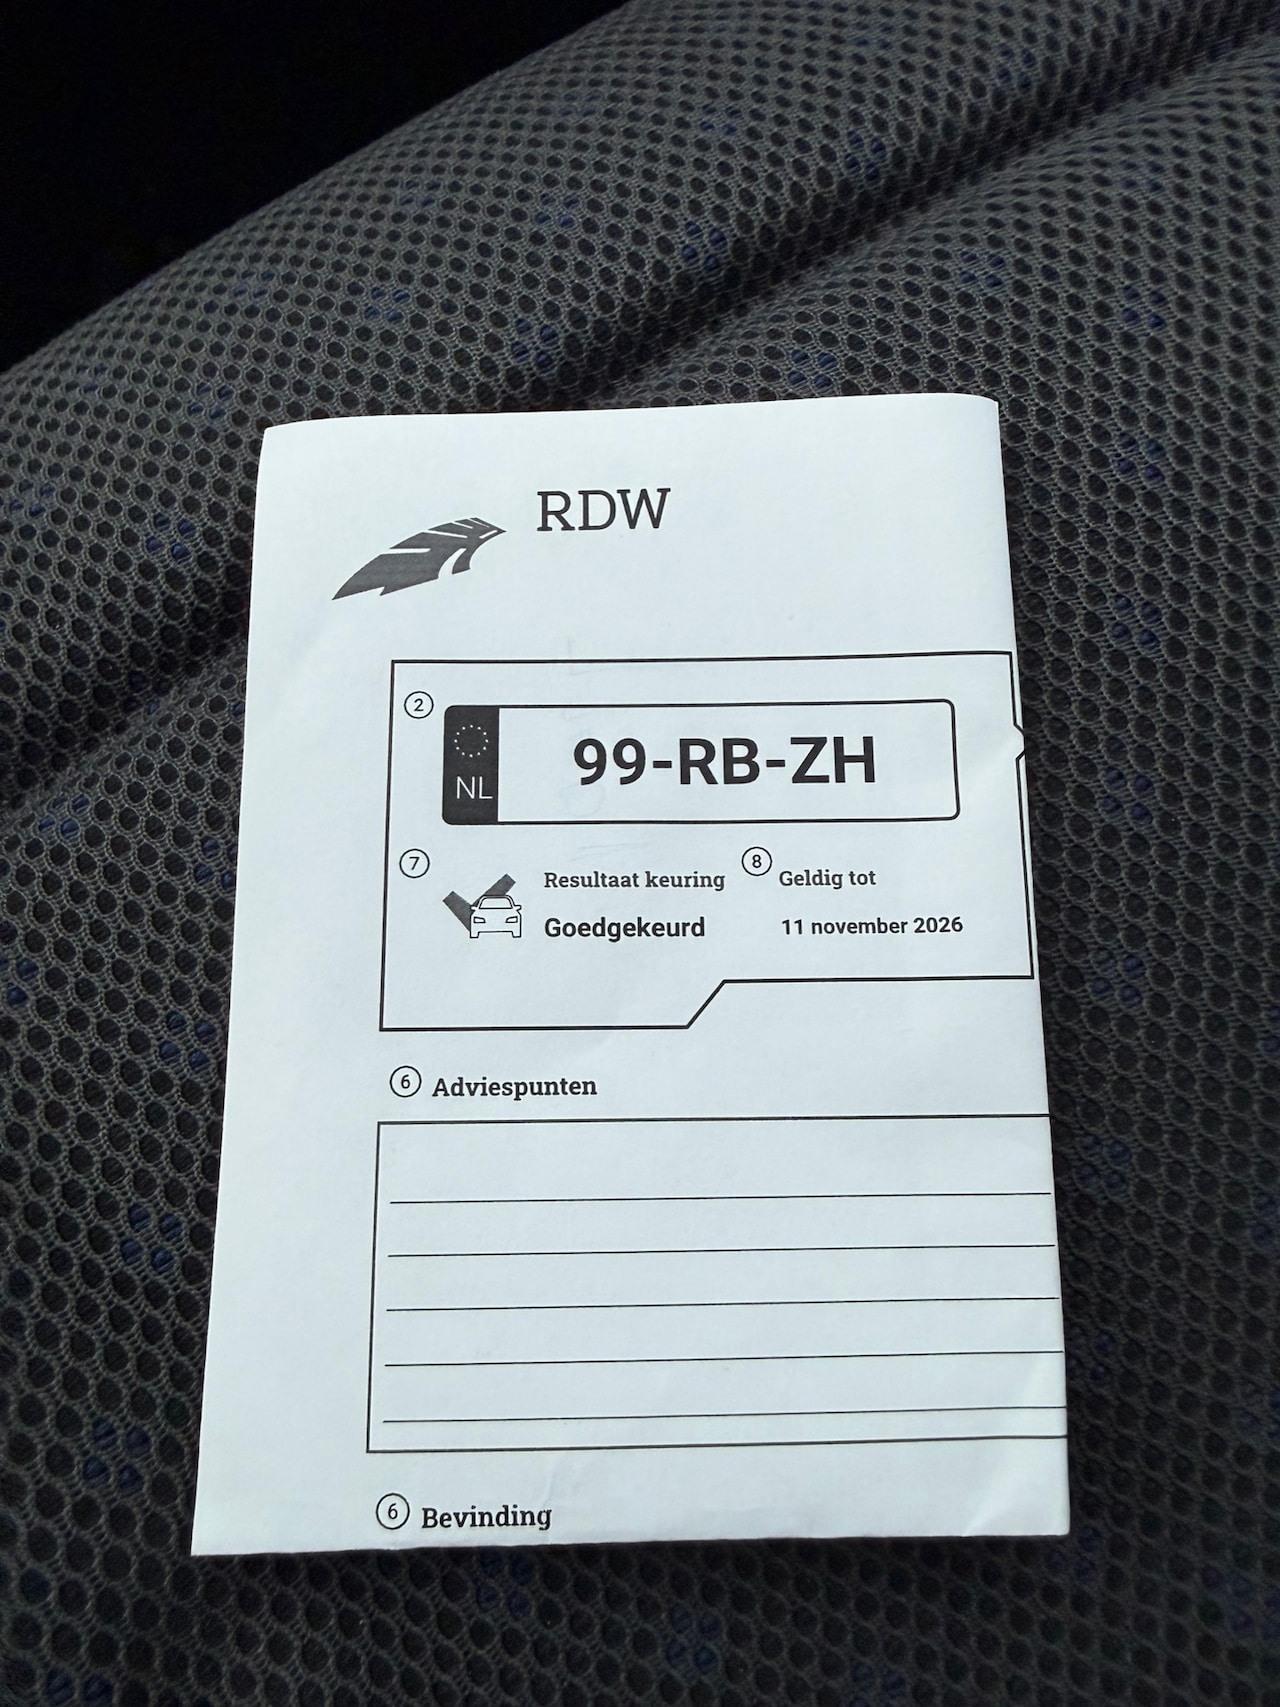 RDW
2
NL
99-RB-ZH
7
Resultaat keuring
8
Geldig tot
Goedgekeurd
11 november 2026
6 Adviespunten
6 Bevinding